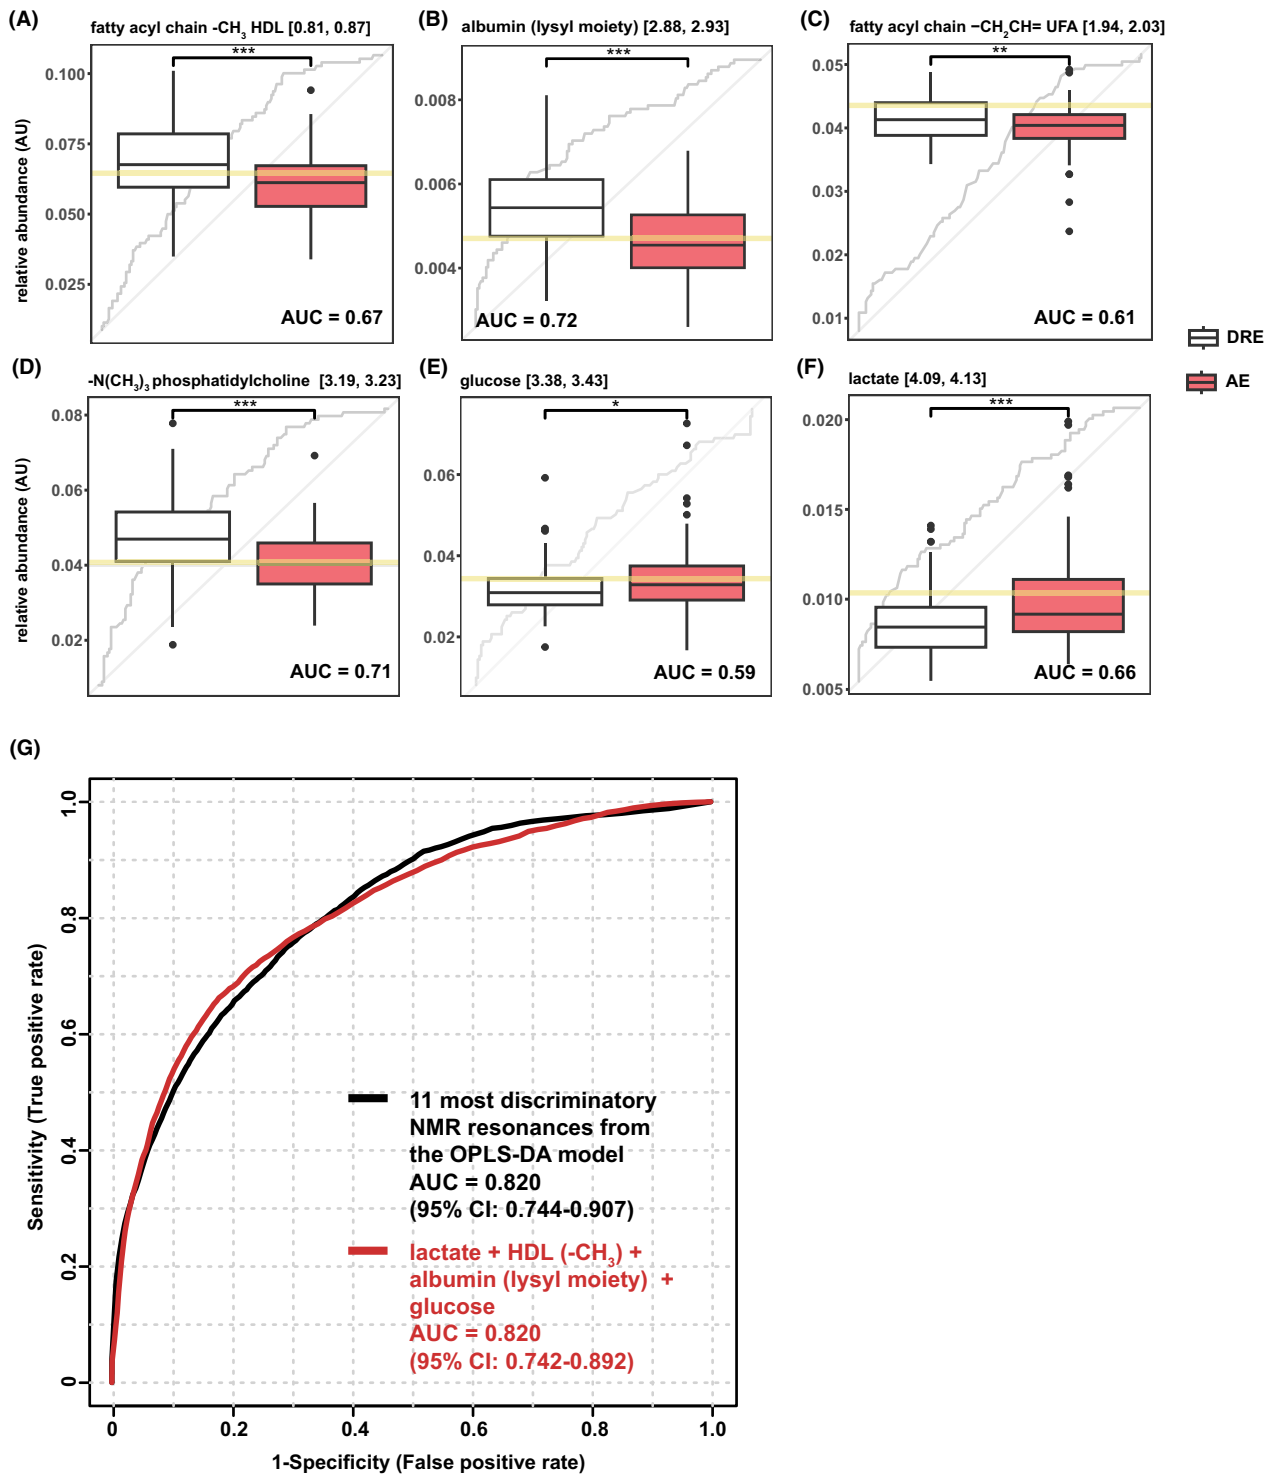 (A) fatty acyl chain -CH3 HDL [0.81, 0.87]
***
0.100
0.075
0.050
0.025
relative abundance (AU)
AUC = 0.67
(B) albumin (lysyl moiety) [2.88, 2.93]
***
0.008
0.006
0.004
AUC = 0.72
(C) fatty acyl chain −CH2CH= UFA [1.94, 2.03]
**
0.05
0.04
0.03
0.02
0.01
AUC = 0.61
DRE
AE
(D) -N(CH3)3 phosphatidylcholine [3.19, 3.23]
***
0.08
0.06
0.04
0.02
relative abundance (AU)
AUC = 0.71
(E) glucose [3.38, 3.43]
*
0.06
0.04
0.02
AUC = 0.59
(F) lactate [4.09, 4.13]
***
0.020
0.015
0.010
0.005
AUC = 0.66
(G)
1.0
0.8
0.6
0.4
0.2
0
Sensitivity (True positive rate)
11 most discriminatory
NMR resonances from
the OPLS-DA model
AUC = 0.820
(95% CI: 0.744-0.907)
lactate + HDL (-CH3) +
albumin (lysyl moiety) +
glucose
AUC = 0.820
(95% CI: 0.742-0.892)
0 0.2 0.4 0.6 0.8 1.0
1-Specificity (False positive rate)